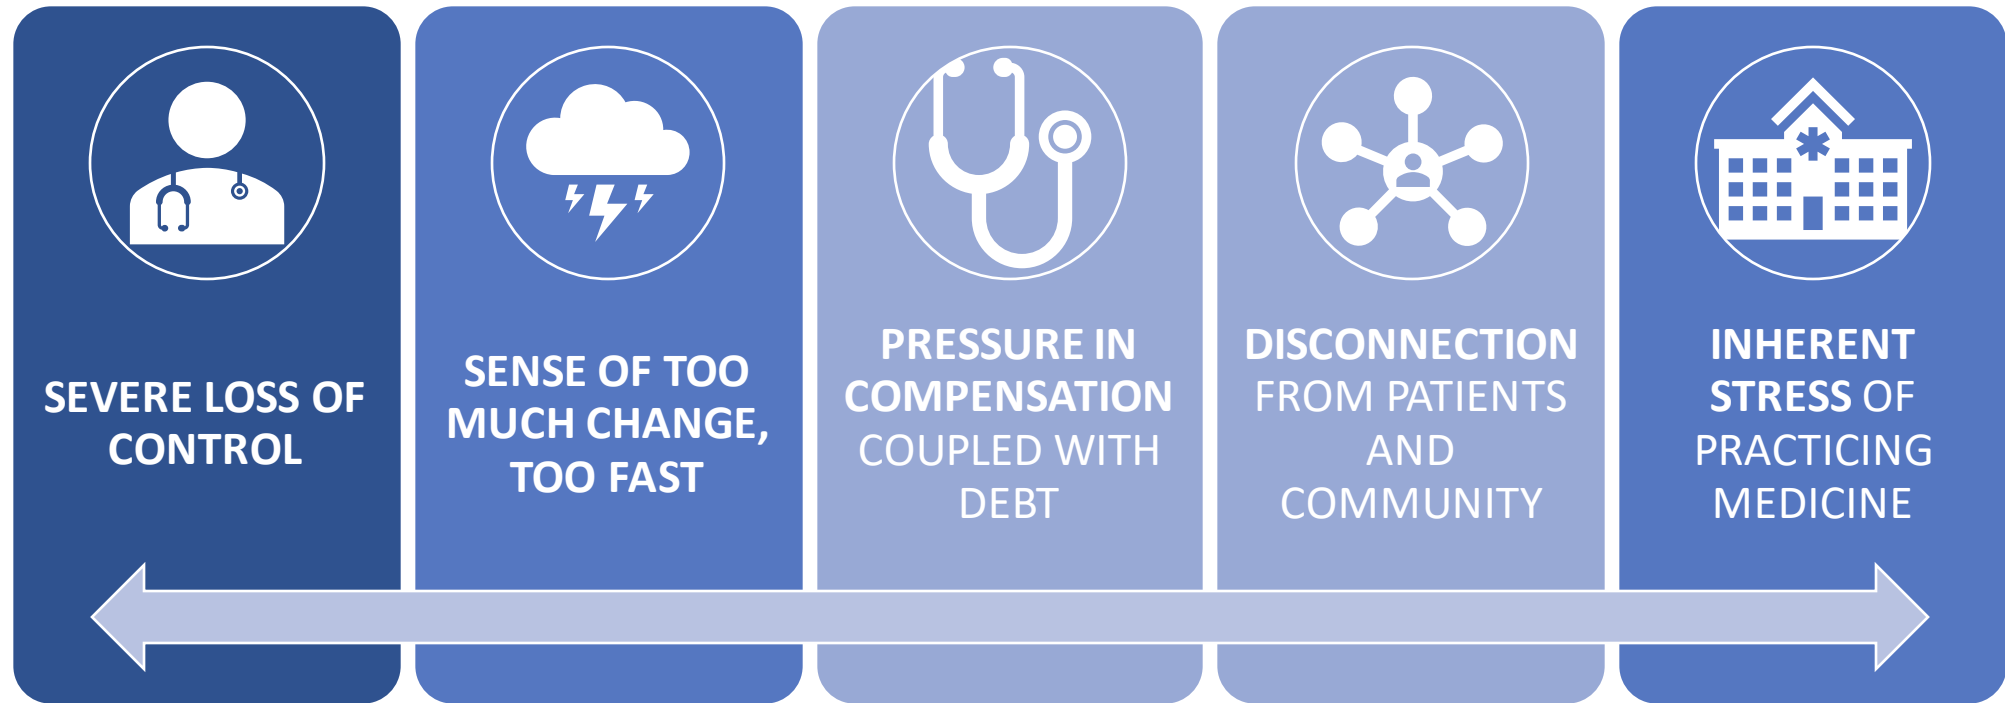 SEVERE LOSS OF
CONTROL
SENSE OF TOO
MUCH CHANGE,
TOO FAST
PRESSURE IN
COMPENSATION
COUPLED WITH
DEBT
DISCONNECTION
FROM PATIENTS
AND
COMMUNITY
INHERENT
STRESS OF
PRACTICING
MEDICINE